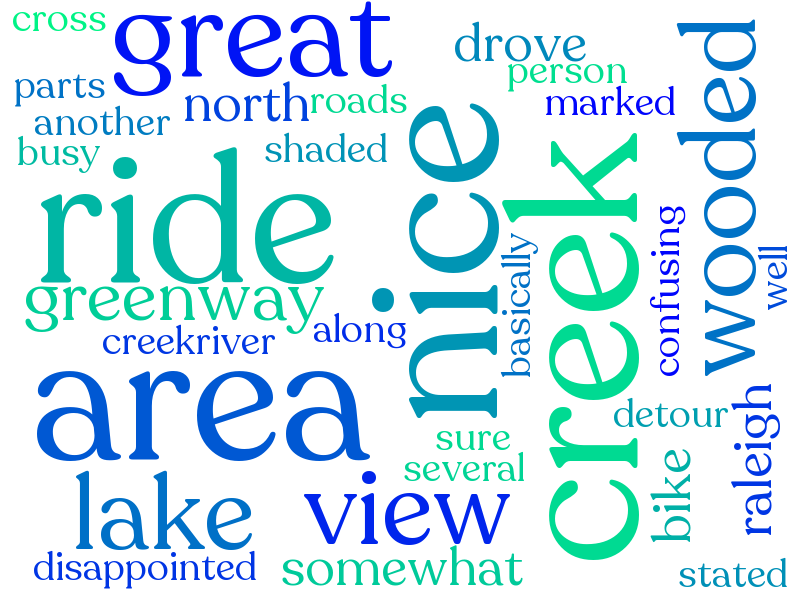 cross
great
drove
person
parts
north
roads
marked
another
busy
shaded
wooded
nice
creek
ride
greenway
basically
confusing
well
creekriver
along
area
detour
raleigh
sure
several
bike
lake
view
disappointed
somewhat
stated